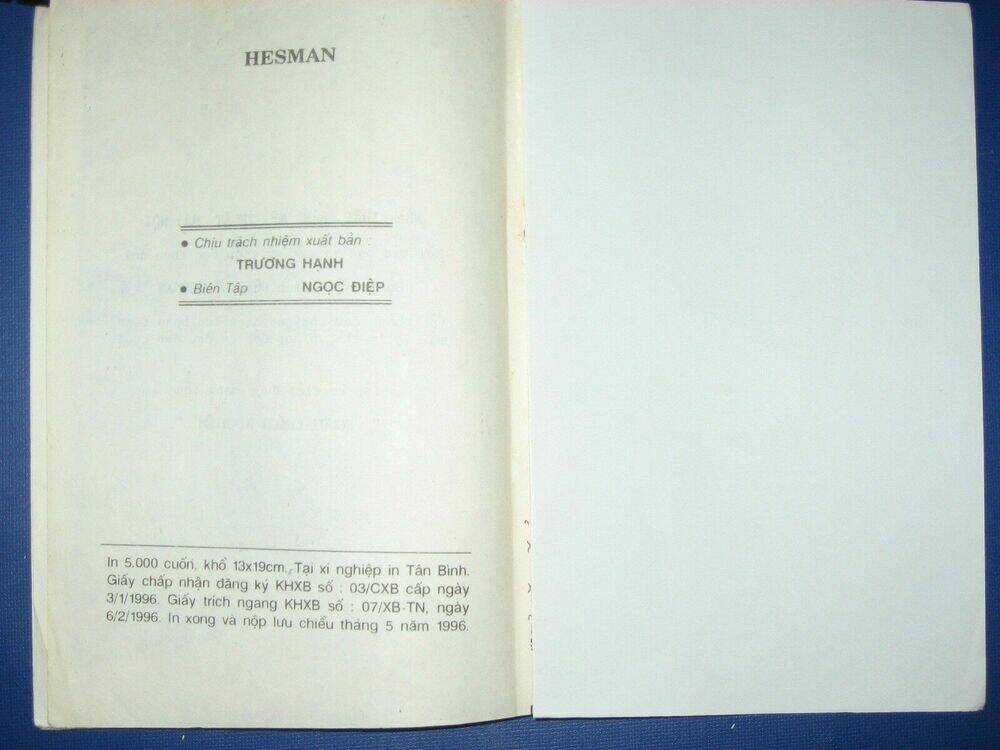 HESMAN
● Chịu trách nhiệm xuất bản :
TRƯƠNG HẠNH
● Biên Tập NGỌC ĐIỆP
In 5.000 cuốn, khổ 13x19cm. Tại xí nghiệp in Tân Bình.
Giấy chấp nhận đăng ký KHXB số : 03/CXB cấp ngày
3/1/1996. Giấy trích ngang KHXB số : 07/XB-TN, ngày
6/2/1996. In xong và nộp lưu chiểu tháng 5 năm 1996.